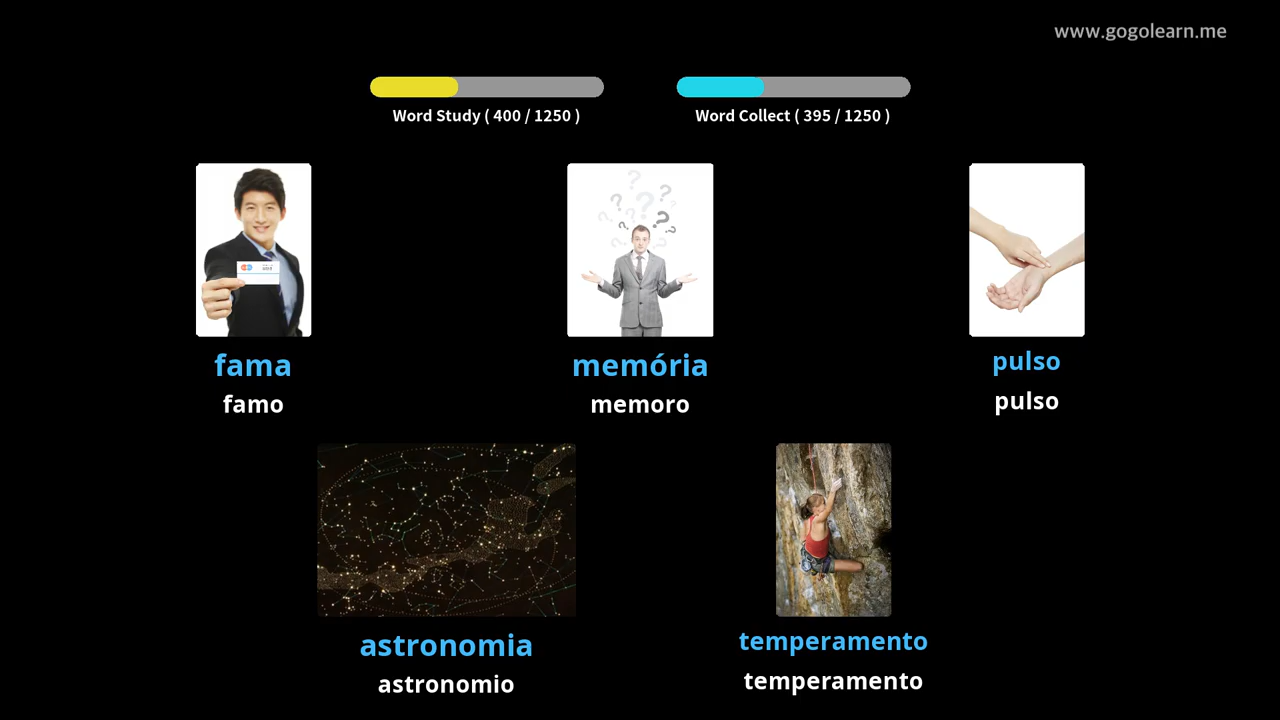 www.gogolearn.me
Word Study ( 400 / 1250 )
Word Collect ( 395 / 1250 )
fama
famo
memória
memoro
pulso
pulso
astronomia
astronomio
temperamento
temperamento